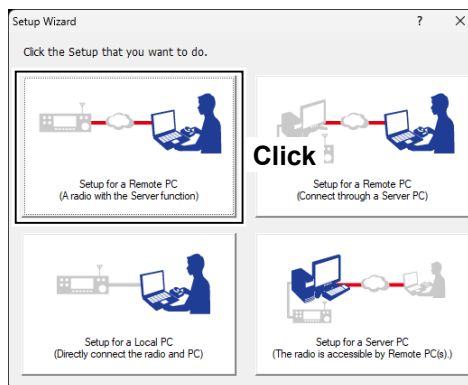 Setup Wizard ? ×
Click the Setup that you want to do.
Click
Setup for a Remote PC
(A radio with the Server function)
Setup for a Remote PC
(Connect through a Server PC)
Setup for a Local PC
(Directly connect the radio and PC)
Setup for a Server PC
(The radio is accessible by Remote PC(s).)